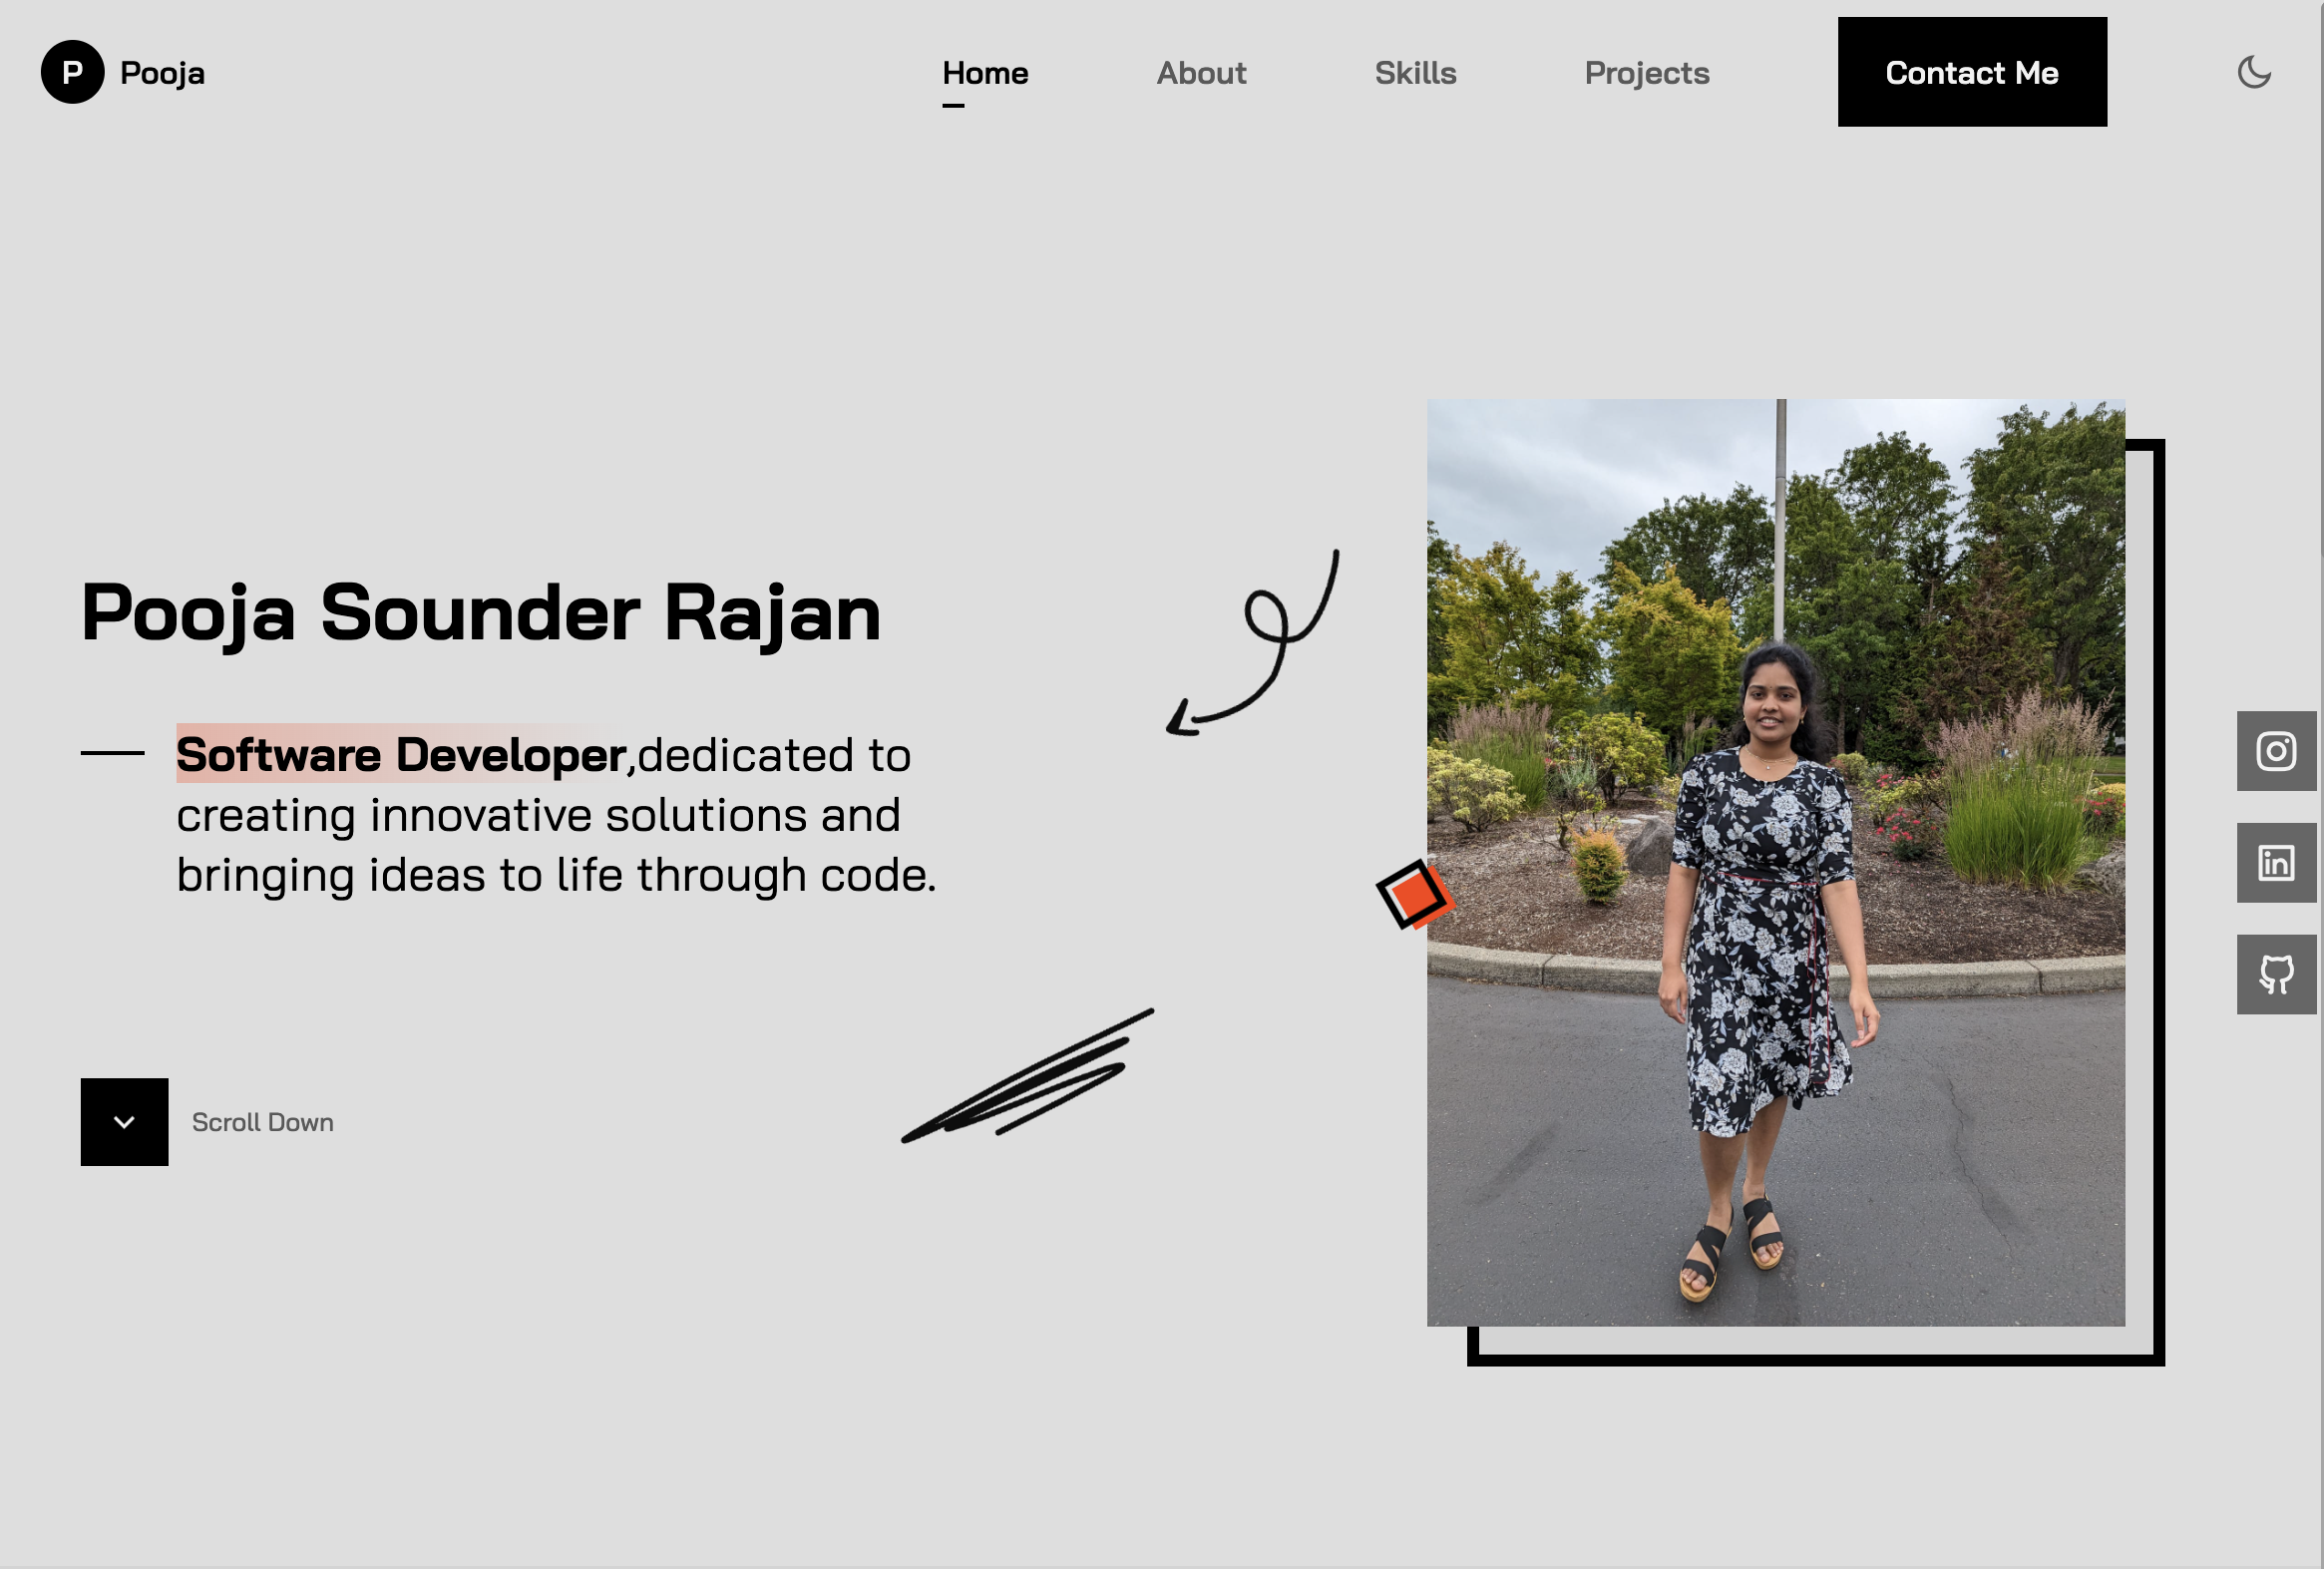 P Pooja Home About Skills Projects Contact Me
Pooja Sounder Rajan
Software Developer,dedicated to
creating innovative solutions and
bringing ideas to life through code.
Scroll Down
in